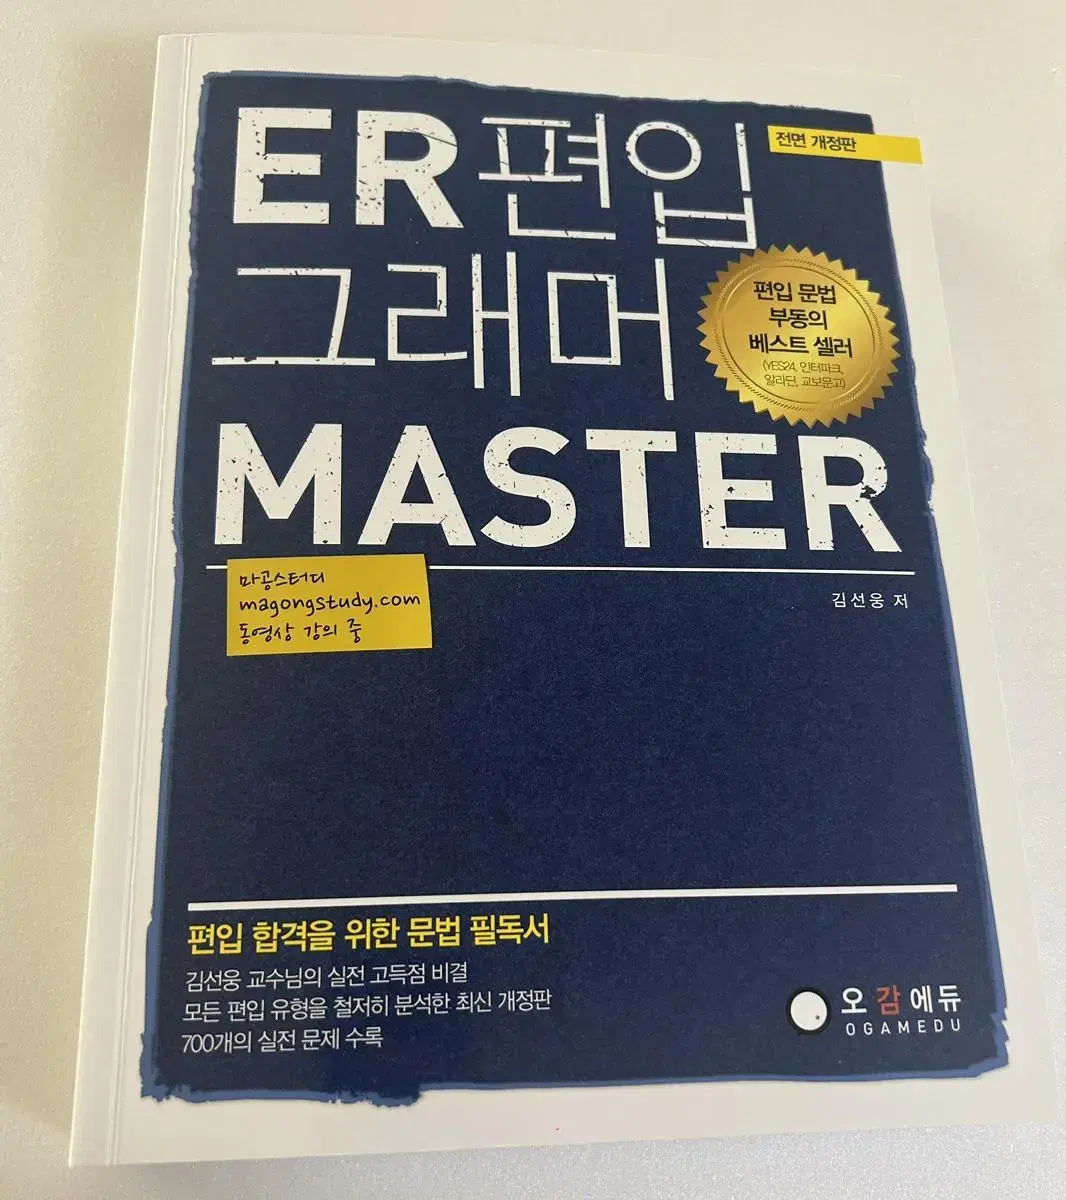 ER편입
전면 개정판
그래머
편입 문법
부동의
베스트 셀러
(YES24, 인터파크,
알라딘, 교보문고)
MASTER
마공스터디
magongstudy.com
동영상 강의 중
김선웅 저
편입 합격을 위한 문법 필독서
김선웅 교수님의 실전 고득점 비결
모든 편입 유형을 철저히 분석한 최신 개정판
700개의 실전 문제 수록
오감에듀
OGAMEDU